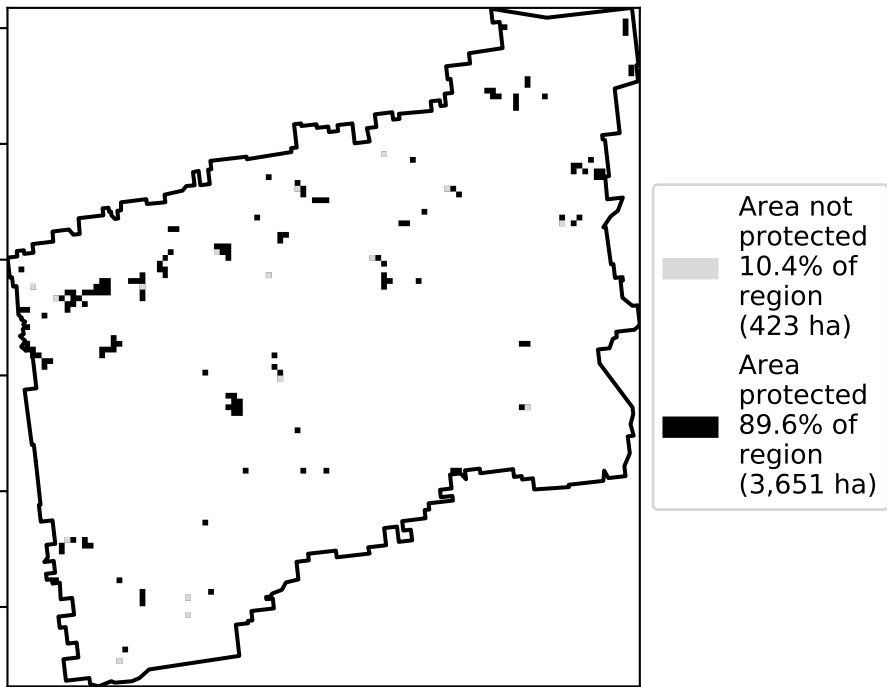 Area not
protected
10.4% of
region
(423 ha)
Area
protected
89.6% of
region
(3,651 ha)